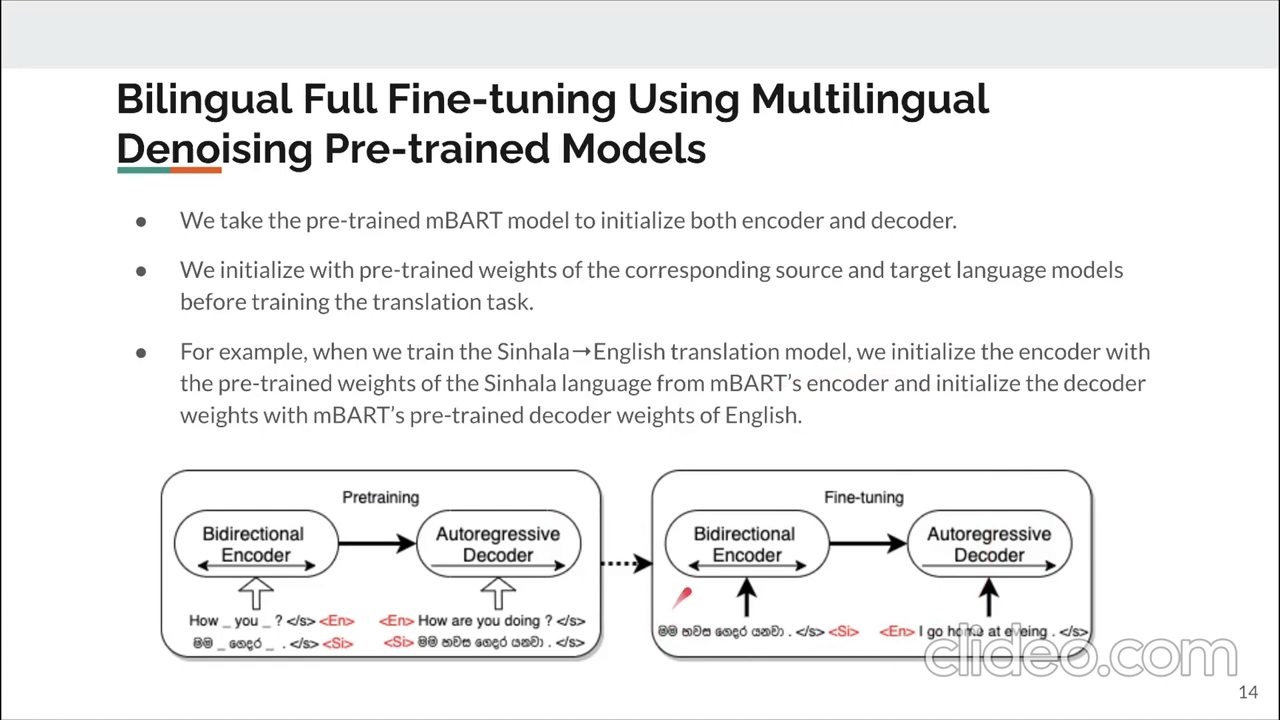 Bilingual Full Fine-tuning Using Multilingual
Denoising Pre-trained Models
● We take the pre-trained mBART model to initialize both encoder and decoder.
● We initialize with pre-trained weights of the corresponding source and target language models
before training the translation task.
● For example, when we train the Sinhala→English translation model, we initialize the encoder with
the pre-trained weights of the Sinhala language from mBART’s encoder and initialize the decoder
weights with mBART’s pre-trained decoder weights of English.
Pretraining
Bidirectional
Encoder
Autoregressive
Decoder
How _ you _ ? </s> <En>
මම _ ගෙදර _ . </s> <Si>
<En> How are you doing ? </s>
<Si> මම හවස ගෙදර යනවා . </s>
Fine-tuning
Bidirectional
Encoder
Autoregressive
Decoder
මම හවස ගෙදර යනවා . </s> <Si>
<En> I go home at eveing . </s>
clideo.com
14